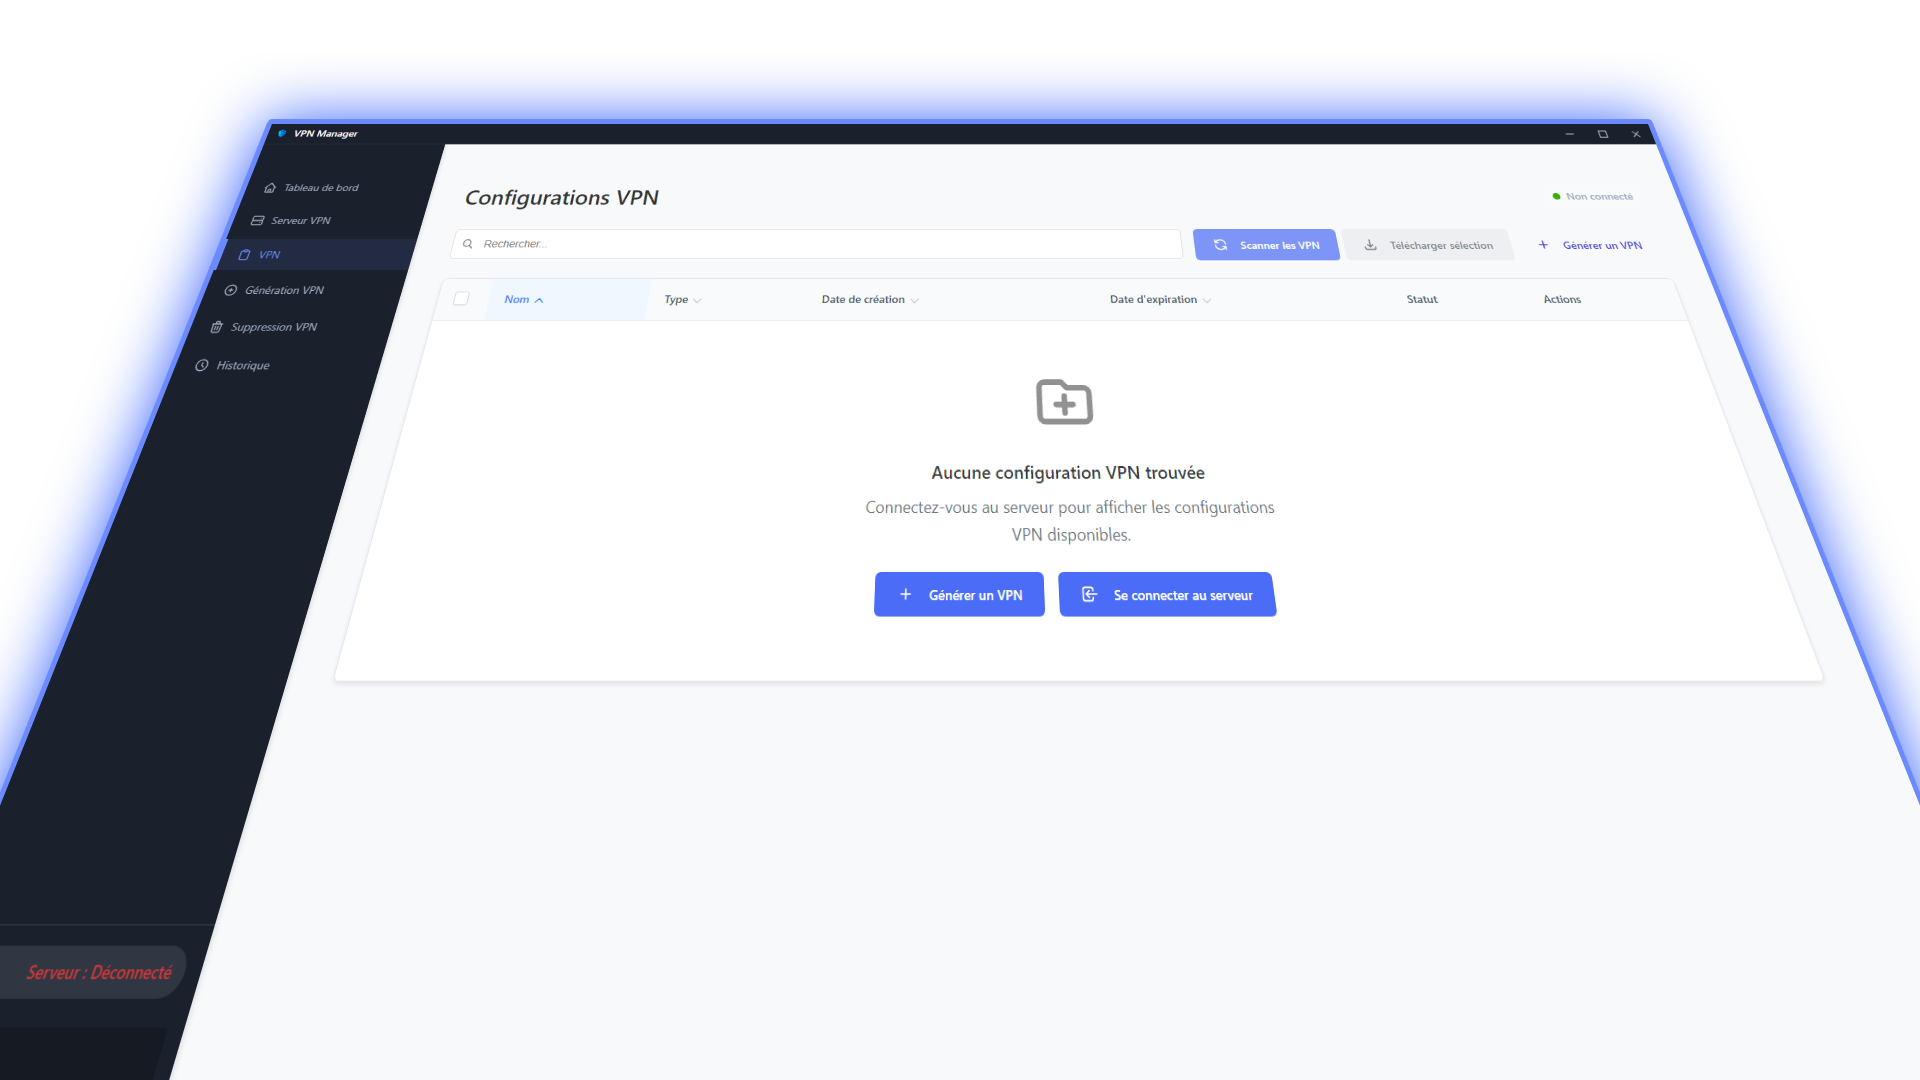 VPN Manager
Tableau de bord
Serveur VPN
VPN
Génération VPN
Suppression VPN
Historique
Serveur : Déconnecté
Configurations VPN
Non connecté
Rechercher...
Scanner les VPN
Télécharger sélection
Générer un VPN
Nom
Type
Date de création
Date d'expiration
Statut
Actions
Aucune configuration VPN trouvée
Connectez-vous au serveur pour afficher les configurations
VPN disponibles.
Générer un VPN
Se connecter au serveur